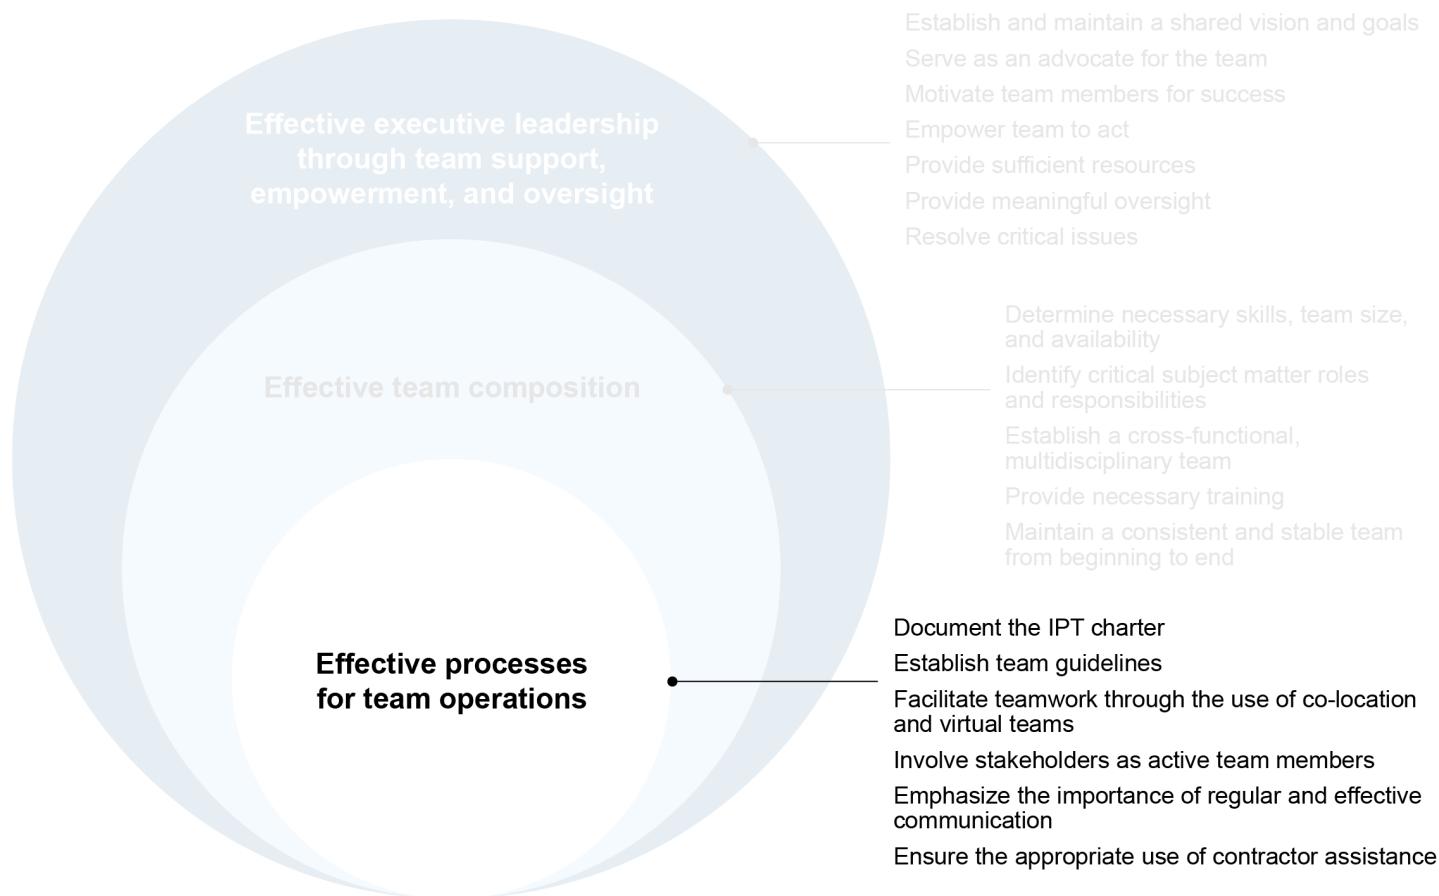 Effective executive leadership
through team support,
empowerment, and oversight
Establish and maintain a shared vision and goals
Serve as an advocate for the team
Motivate team members for success
Empower team to act
Provide sufficient resources
Provide meaningful oversight
Resolve critical issues
Effective team composition
Determine necessary skills, team size,
and availability
Identify critical subject matter roles
and responsibilities
Establish a cross-functional,
multidisciplinary team
Provide necessary training
Maintain a consistent and stable team
from beginning to end
Effective processes
for team operations
Document the IPT charter
Establish team guidelines
Facilitate teamwork through the use of co-location
and virtual teams
Involve stakeholders as active team members
Emphasize the importance of regular and effective
communication
Ensure the appropriate use of contractor assistance